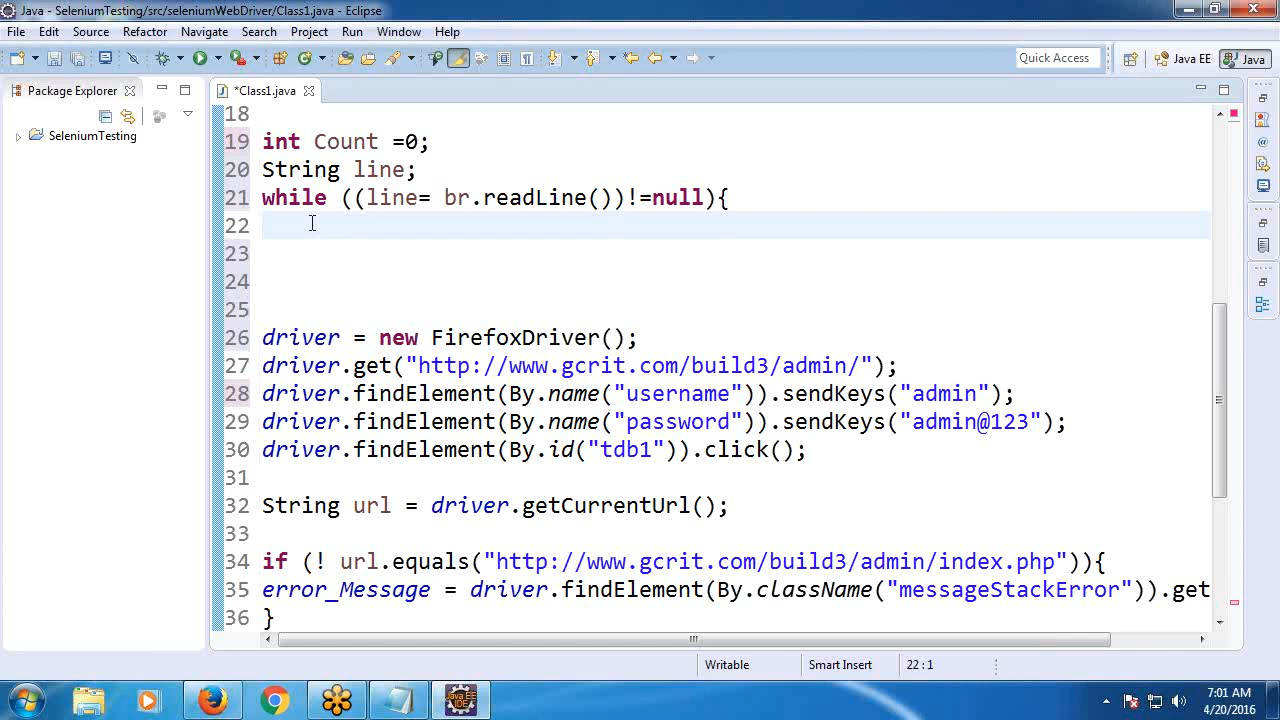 Java - SeleniumTesting/src/seleniumWebDriver/Class1.java - Eclipse
File Edit Source Refactor Navigate Search Project Run Window Help
Quick Access
Java EE
Java
Package Explorer
*Class1.java
SeleniumTesting
18
19 int Count =0;
20 String line;
21 while ((line= br.readLine())!=null){
22
23
24
25
26 driver = new FirefoxDriver();
27 driver.get("http://www.gcrit.com/build3/admin/");
28 driver.findElement(By.name("username")).sendKeys("admin");
29 driver.findElement(By.name("password")).sendKeys("admin@123");
30 driver.findElement(By.id("tdb1")).click();
31
32 String url = driver.getCurrentUrl();
33
34 if (! url.equals("http://www.gcrit.com/build3/admin/index.php")){
35 error_Message = driver.findElement(By.className("messageStackError")).get
36 }
Writable Smart Insert 22 : 1
Java EE
IDE
7:01 AM
4/20/2016